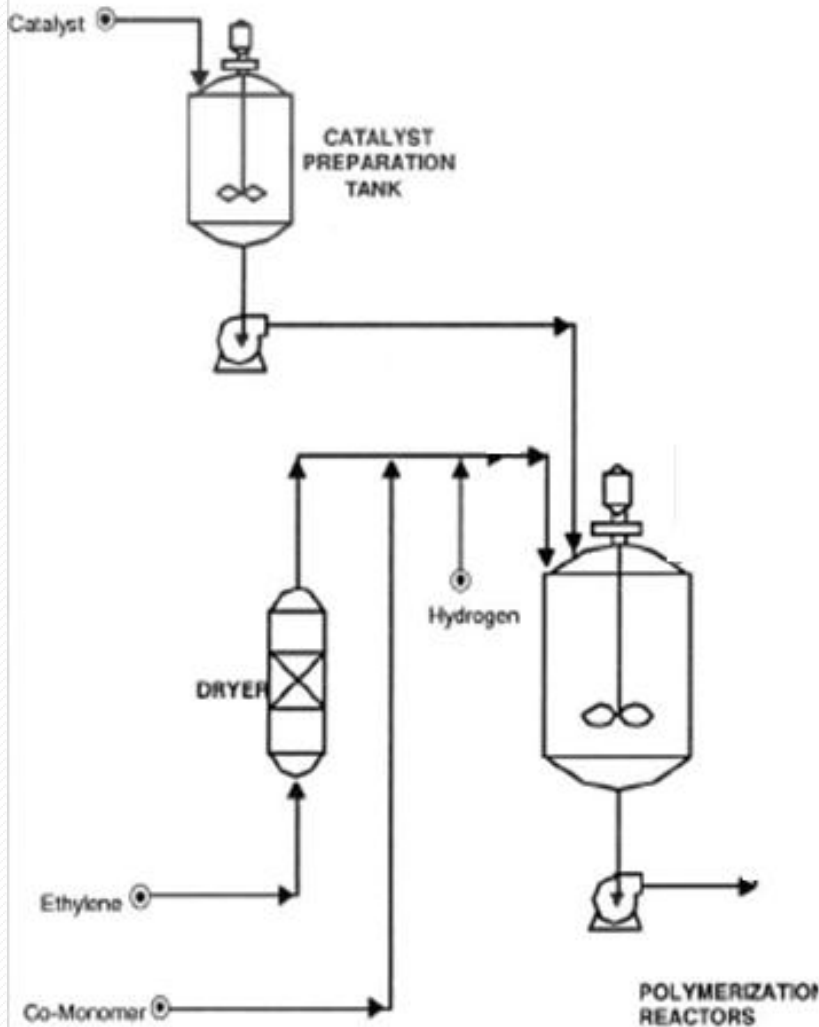 Catalyst
CATALYST
PREPARATION
TANK
Hydrogen
DRYER
Ethylene
Co-Monomer
POLYMERIZATION
REACTORS